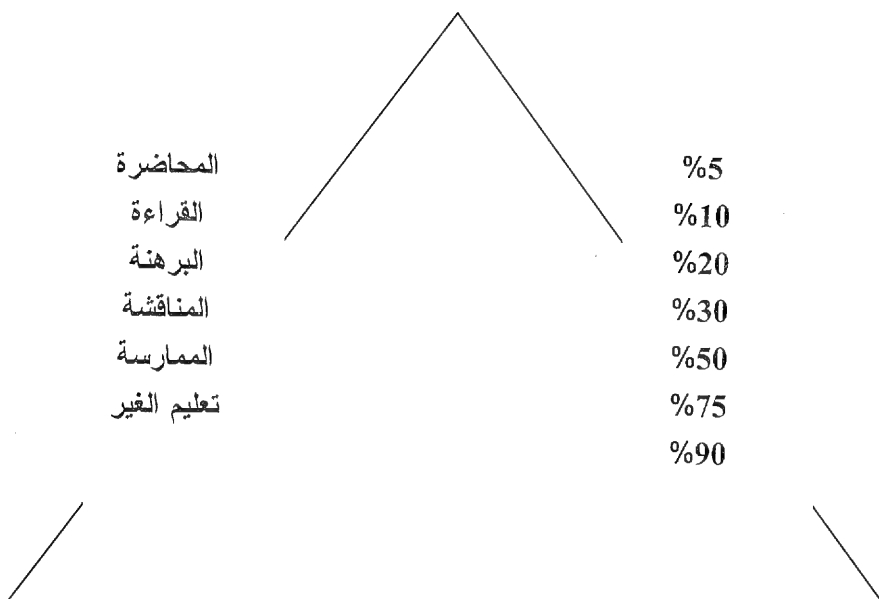 المحاضرة %5
القراءة %10
البرهنة %20
المناقشة %30
الممارسة %50
تعليم الغير %75
%90